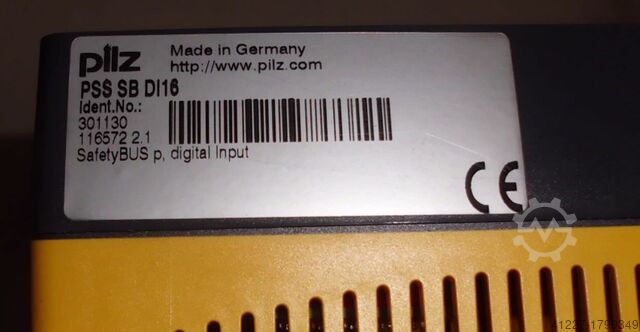 pilz
Made in Germany
http://www.pilz.com
PSS SB DI16
Ident.No.:
301130
116572 2.1
SafetyBUS p, digital Input
CE